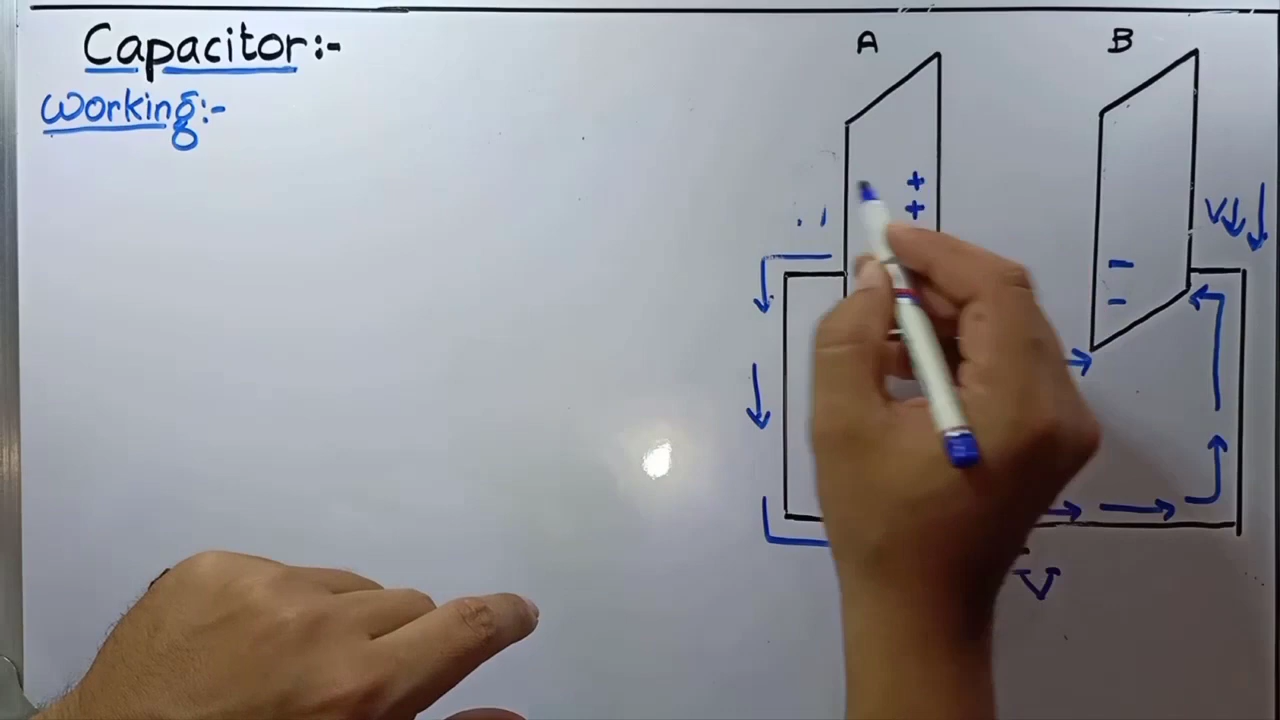 Capacitor:-
Working:-
A
B
+
+
-
-
V↓↓
V